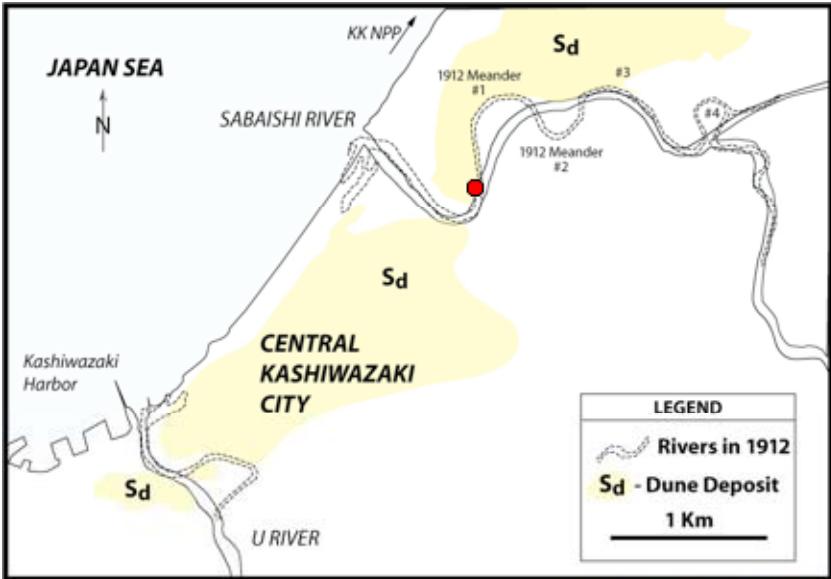 KK NPP
Sd
JAPAN SEA
N
1912 Meander
#1
#3
SABAISHI RIVER
#4
1912 Meander
#2
Sd
CENTRAL
KASHIWAZAKI
CITY
Kashiwazaki
Harbor
Sd
U RIVER
LEGEND
Rivers in 1912
Sd - Dune Deposit
1 Km